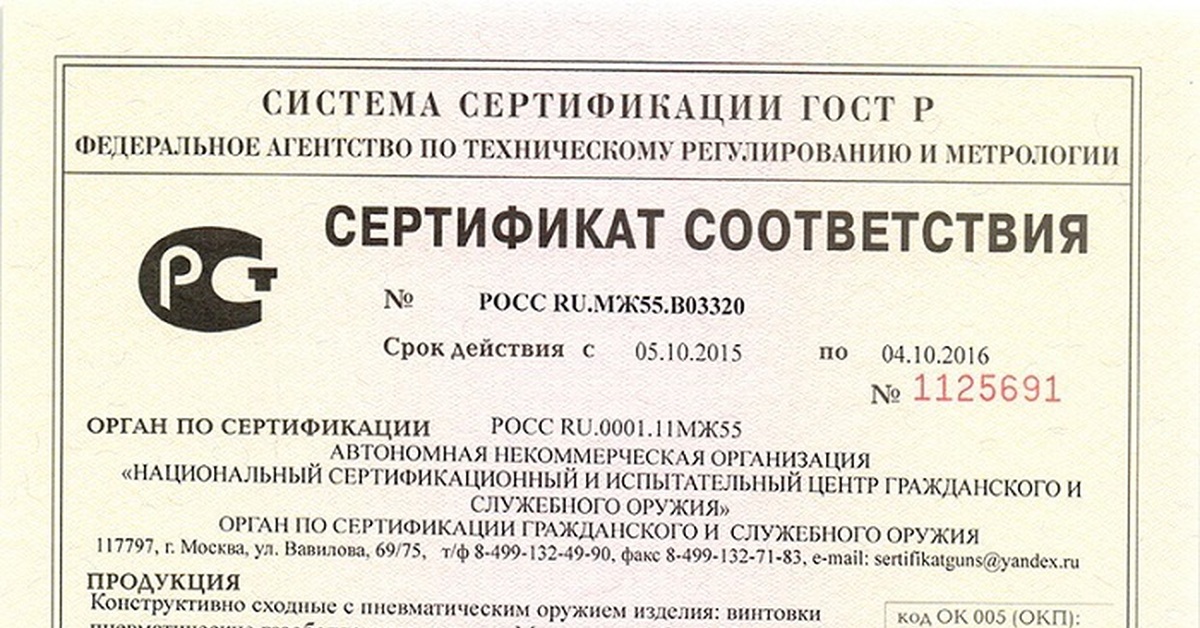 СИСТЕМА СЕРТИФИКАЦИИ ГОСТ Р
ФЕДЕРАЛЬНОЕ АГЕНТСТВО ПО ТЕХНИЧЕСКОМУ РЕГУЛИРОВАНИЮ И МЕТРОЛОГИИ
СЕРТИФИКАТ СООТВЕТСТВИЯ
РСТ
№ РОСС RU.МЖ55.В03320
Срок действия с 05.10.2015 по 04.10.2016
№ 1125691
ОРГАН ПО СЕРТИФИКАЦИИ РОСС RU.0001.11МЖ55
АВТОНОМНАЯ НЕКОММЕРЧЕСКАЯ ОРГАНИЗАЦИЯ
«НАЦИОНАЛЬНЫЙ СЕРТИФИКАЦИОННЫЙ И ИСПЫТАТЕЛЬНЫЙ ЦЕНТР ГРАЖДАНСКОГО И
СЛУЖЕБНОГО ОРУЖИЯ»
ОРГАН ПО СЕРТИФИКАЦИИ ГРАЖДАНСКОГО И СЛУЖЕБНОГО ОРУЖИЯ
117797, г. Москва, ул. Вавилова, 69/75, т/ф 8-499-132-49-90, факс 8-499-132-71-83, e-mail: sertifikatguns@yandex.ru
ПРОДУКЦИЯ
Конструктивно сходные с пневматическим оружием изделия: винтовки
код ОК 005 (ОКП):